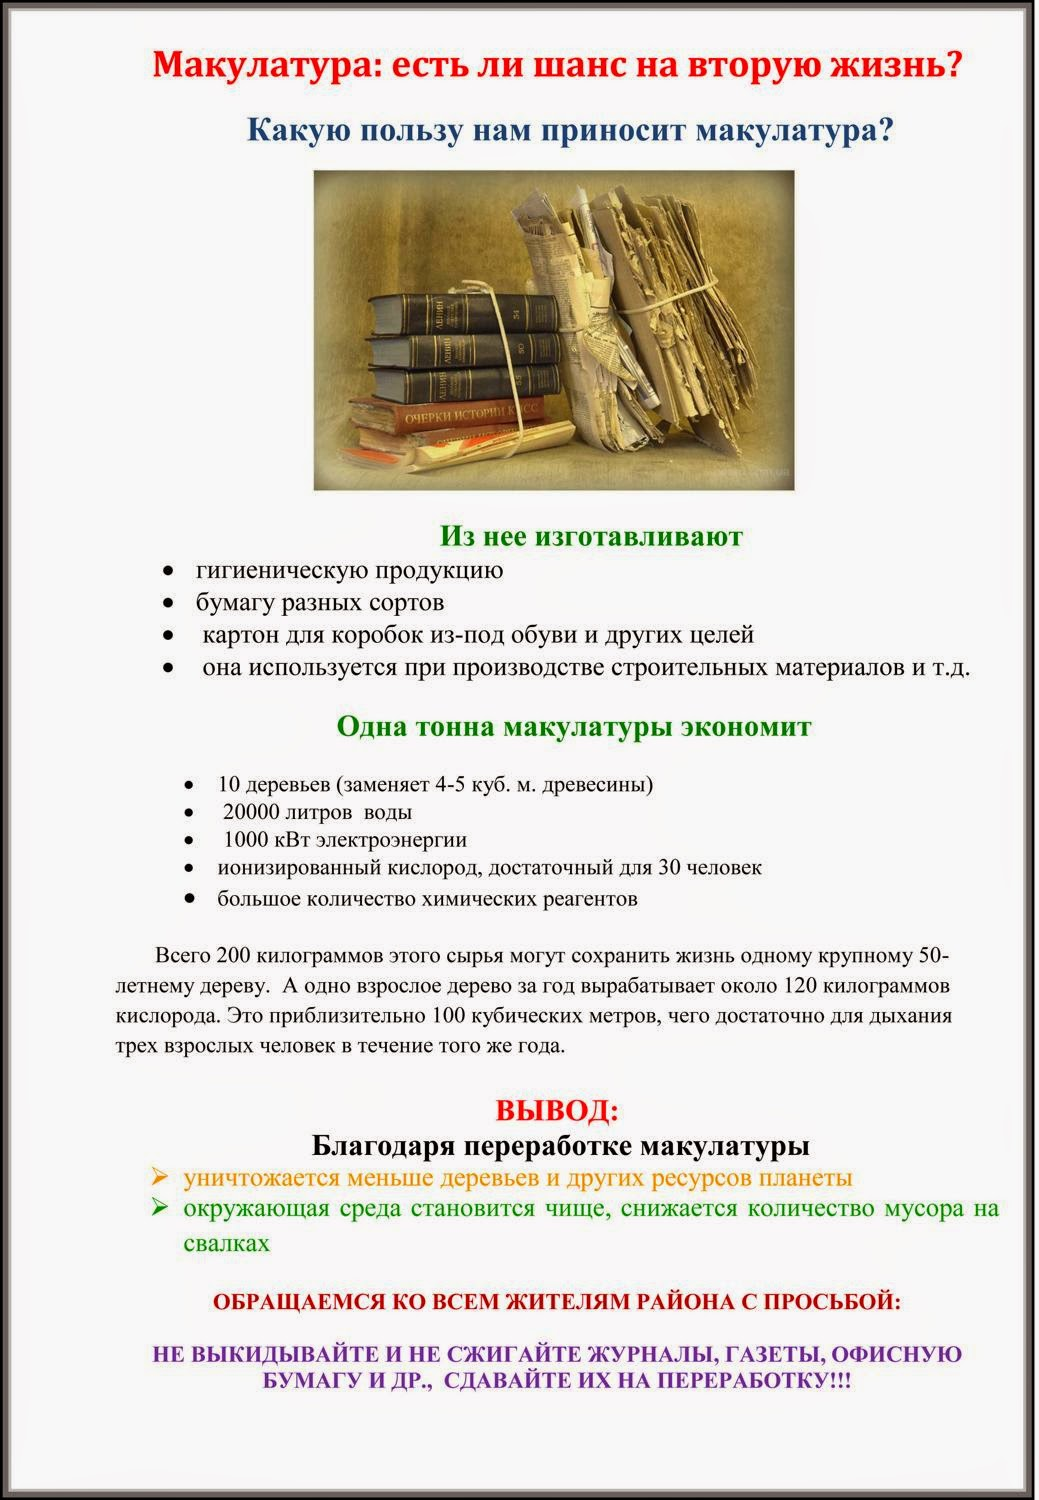 Макулатура: есть ли шанс на вторую жизнь?
Какую пользу нам приносит макулатура?
ЛЕНИН
54
ЛЕНИН
50
ЛЕНИН
55
ОЧЕРКИ ИСТОРИИ КПСС
Из нее изготавливают
• гигиеническую продукцию
• бумагу разных сортов
• картон для коробок из-под обуви и других целей
• она используется при производстве строительных материалов и т.д.
Одна тонна макулатуры экономит
• 10 деревьев (заменяет 4-5 куб. м. древесины)
• 20000 литров воды
• 1000 кВт электроэнергии
• ионизированный кислород, достаточный для 30 человек
• большое количество химических реагентов
Всего 200 килограммов этого сырья могут сохранить жизнь одному крупному 50-
летнему дереву. А одно взрослое дерево за год вырабатывает около 120 килограммов
кислорода. Это приблизительно 100 кубических метров, чего достаточно для дыхания
трех взрослых человек в течение того же года.
ВЫВОД:
Благодаря переработке макулатуры
➢ уничтожается меньше деревьев и других ресурсов планеты
➢ окружающая среда становится чище, снижается количество мусора на
свалках
ОБРАЩАЕМСЯ КО ВСЕМ ЖИТЕЛЯМ РАЙОНА С ПРОСЬБОЙ:
НЕ ВЫКИДЫВАЙТЕ И НЕ СЖИГАЙТЕ ЖУРНАЛЫ, ГАЗЕТЫ, ОФИСНУЮ
БУМАГУ И ДР., СДАВАЙТЕ ИХ НА ПЕРЕРАБОТКУ!!!